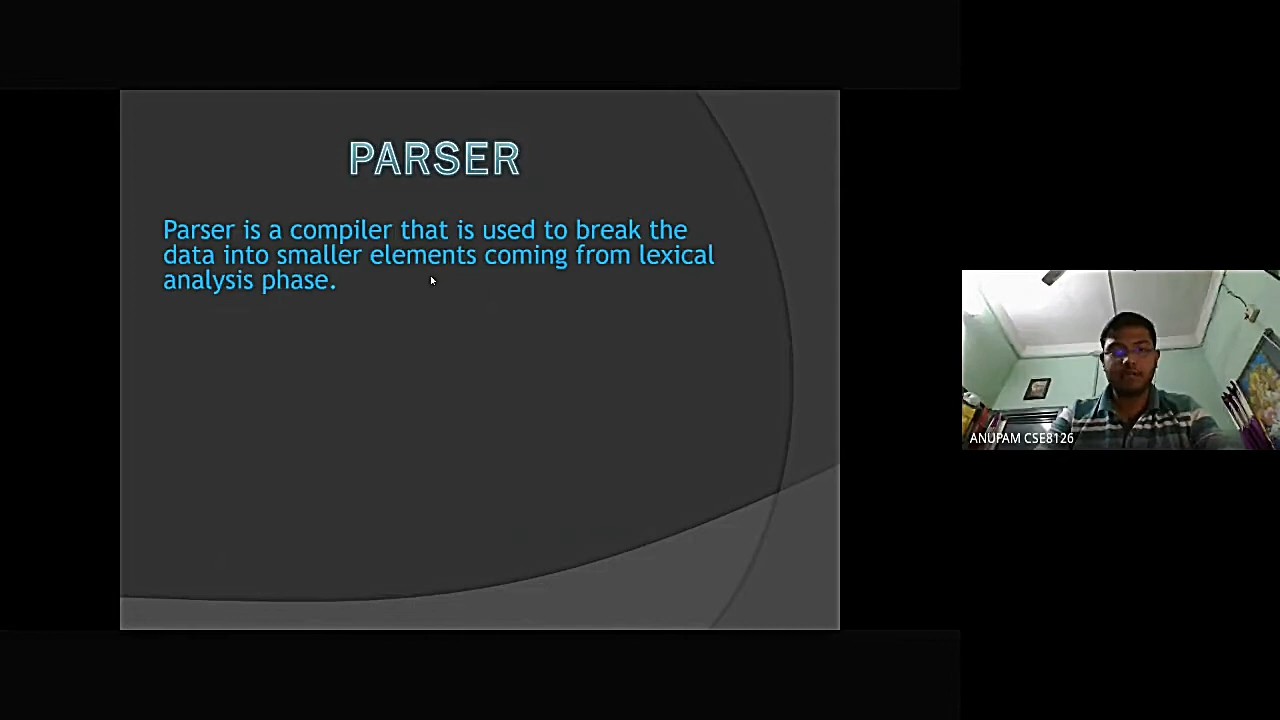 PARSER
Parser is a compiler that is used to break the
data into smaller elements coming from lexical
analysis phase.
ANUPAM CSE8126